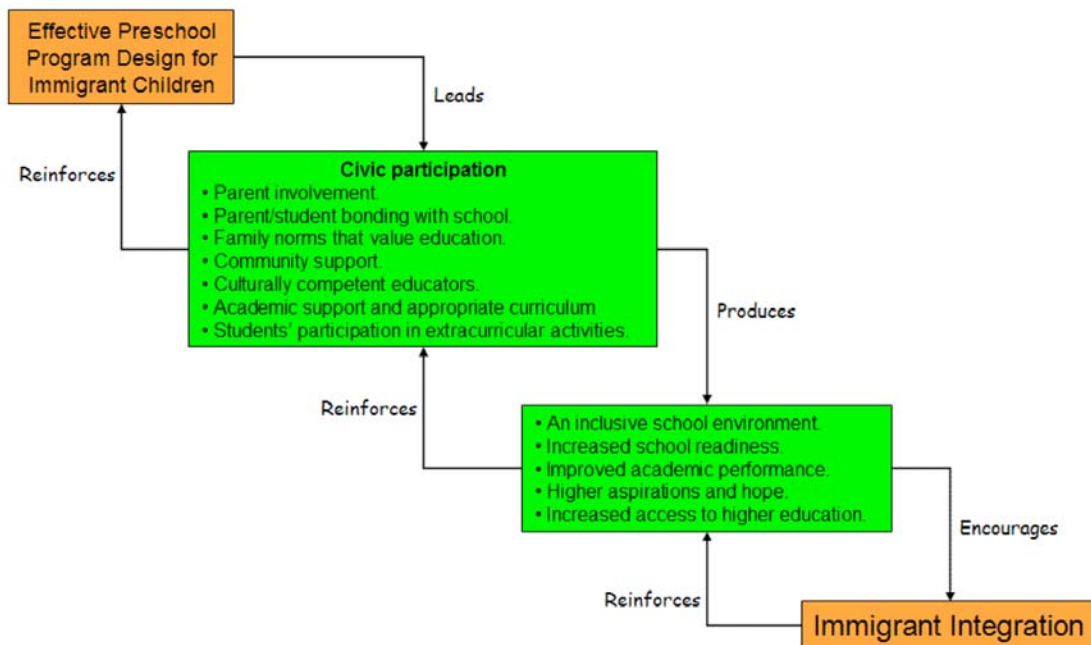 Effective Preschool
Program Design for
Immigrant Children
Leads
Reinforces
Civic participation
• Parent involvement.
• Parent/student bonding with school.
• Family norms that value education.
• Community support.
• Culturally competent educators.
• Academic support and appropriate curriculum
• Students' participation in extracurricular activities.
Produces
Reinforces
• An inclusive school environment.
• Increased school readiness.
• Improved academic performance.
• Higher aspirations and hope.
• Increased access to higher education.
Encourages
Reinforces
Immigrant Integration